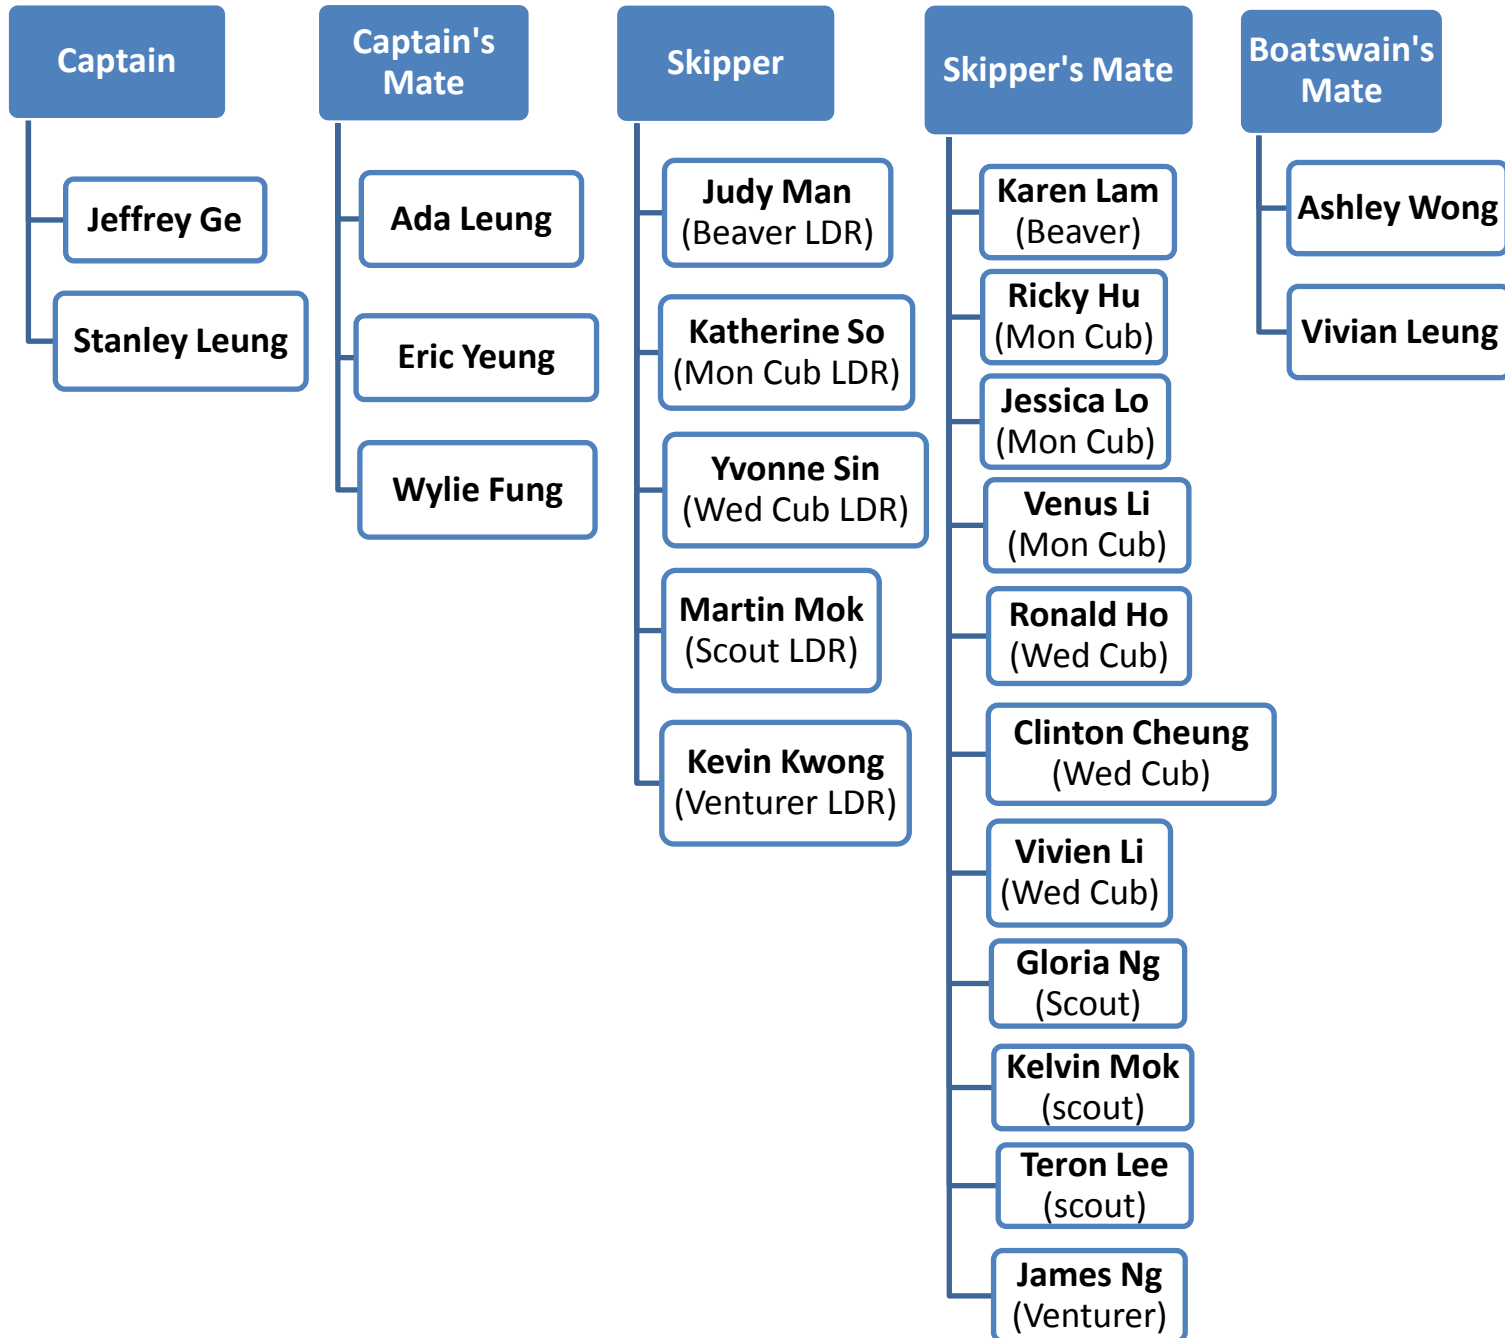 Captain
Jeffrey Ge
Stanley Leung
Captain's
Mate
Ada Leung
Eric Yeung
Wylie Fung
Skipper
Judy Man
(Beaver LDR)
Katherine So
(Mon Cub LDR)
Yvonne Sin
(Wed Cub LDR)
Martin Mok
(Scout LDR)
Kevin Kwong
(Venturer LDR)
Skipper's Mate
Karen Lam
(Beaver)
Ricky Hu
(Mon Cub)
Jessica Lo
(Mon Cub)
Venus Li
(Mon Cub)
Ronald Ho
(Wed Cub)
Clinton Cheung
(Wed Cub)
Vivien Li
(Wed Cub)
Gloria Ng
(Scout)
Kelvin Mok
(scout)
Teron Lee
(scout)
James Ng
(Venturer)
Boatswain's
Mate
Ashley Wong
Vivian Leung